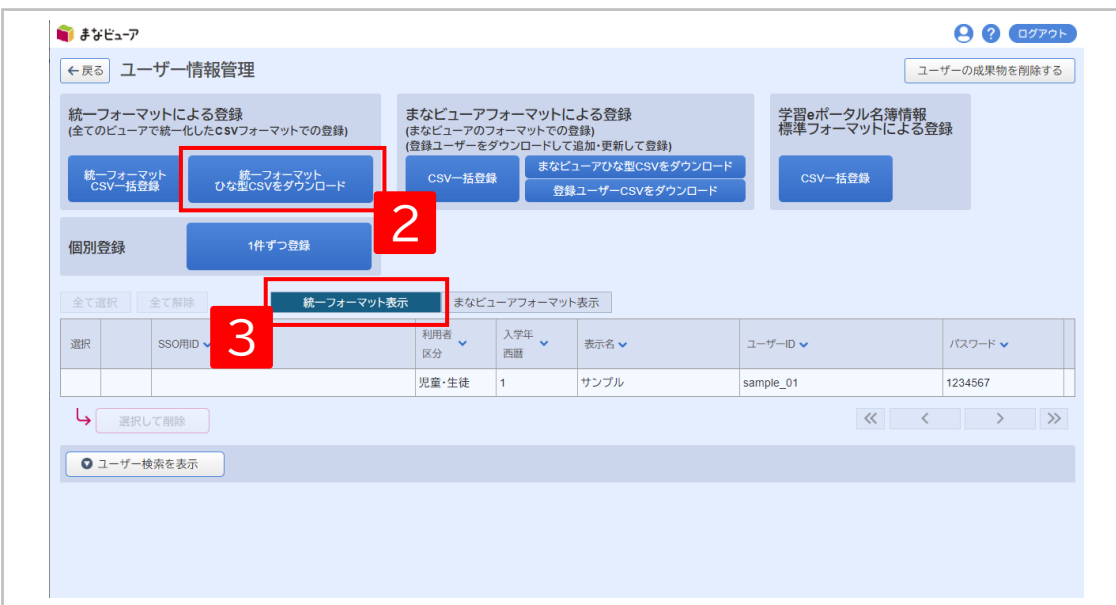 まなビューア
?
ログアウト
←戻る ユーザー情報管理
ユーザーの成果物を削除する
統一フォーマットによる登録
(全てのビューアで統一化したCSVフォーマットでの登録)
統一フォーマット
CSV一括登録
統一フォーマット
ひな型CSVをダウンロード
2
まなビューアフォーマットによる登録
(まなビューアのフォーマットでの登録)
(登録ユーザーをダウンロードして追加・更新して登録)
CSV一括登録
まなビューアひな型CSVをダウンロード
登録ユーザーCSVをダウンロード
学習eポータル名簿情報
標準フォーマットによる登録
CSV一括登録
個別登録
1件ずつ登録
全て選択
全て解除
3
統一フォーマット表示
まなビューアフォーマット表示
選択
SSO用ID
利用者
区分
入学年
西暦
表示名
ユーザーID
パスワード
児童・生徒 1 サンプル sample_01 1234567
選択して削除
ユーザー検索を表示